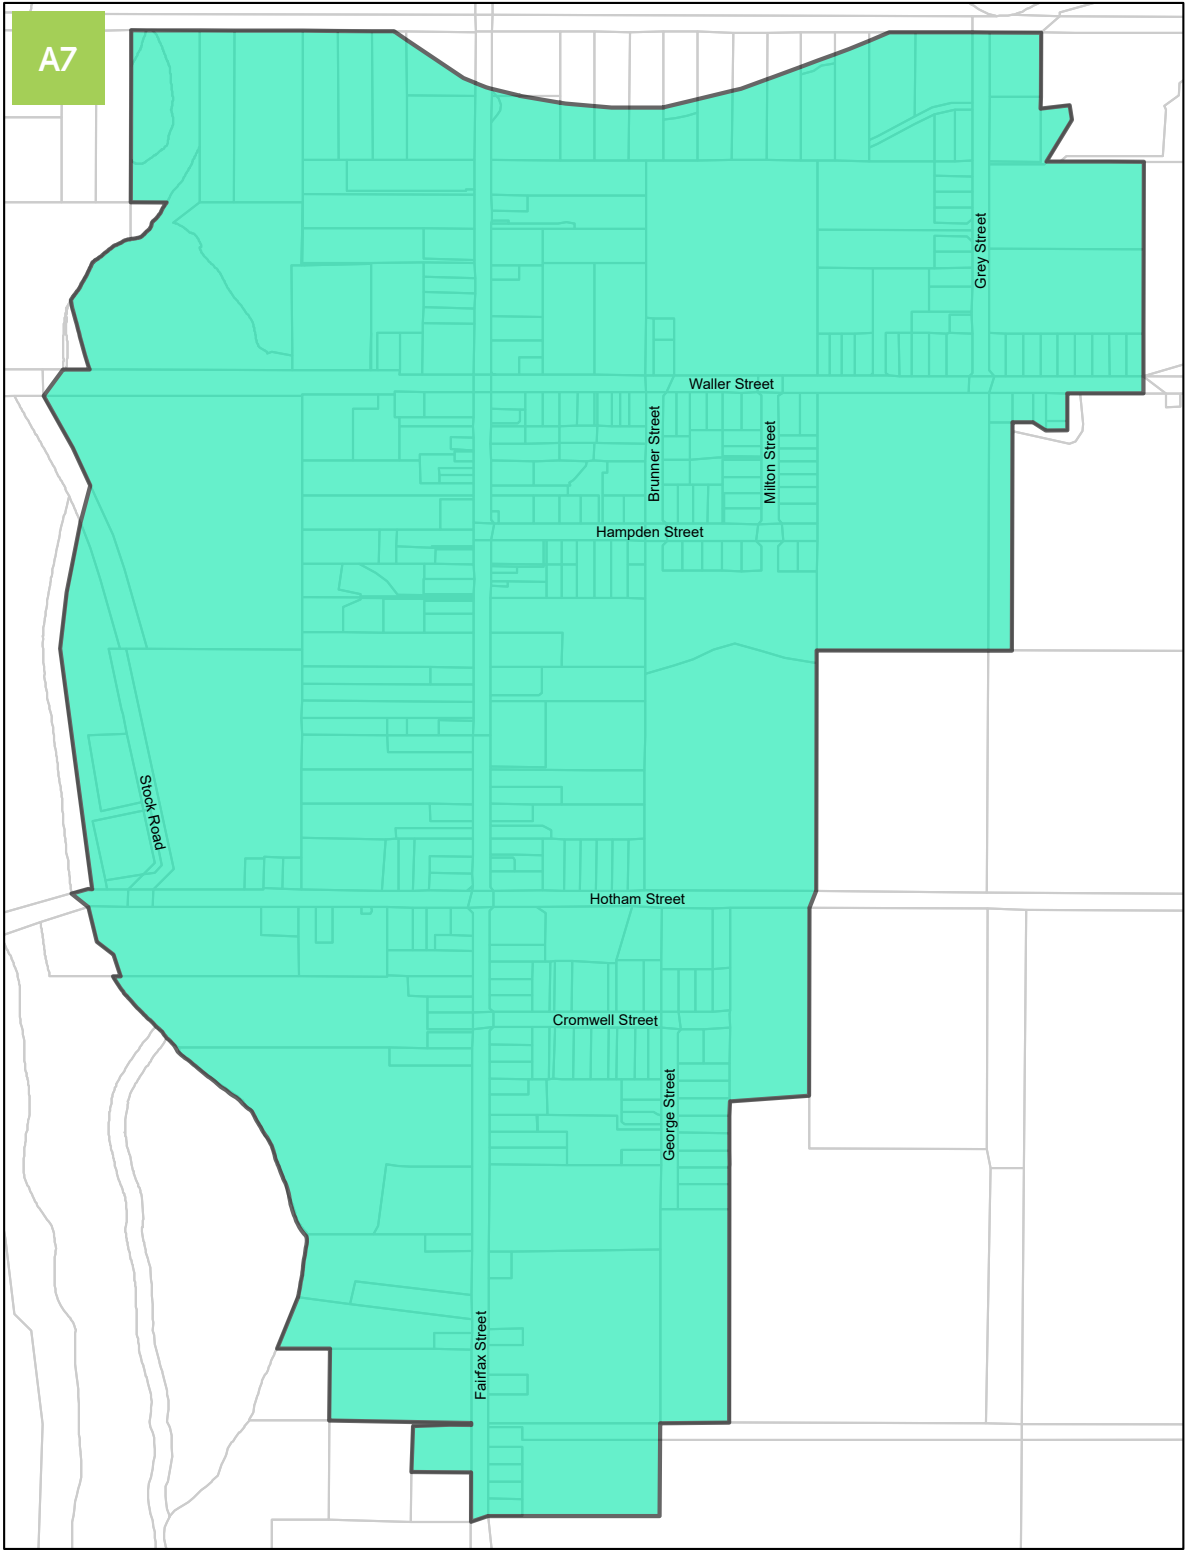 A7
Grey Street
Waller Street
Brunner Street
Milton Street
Hampden Street
Stock Road
Hotham Street
Cromwell Street
George Street
Fairfax Street